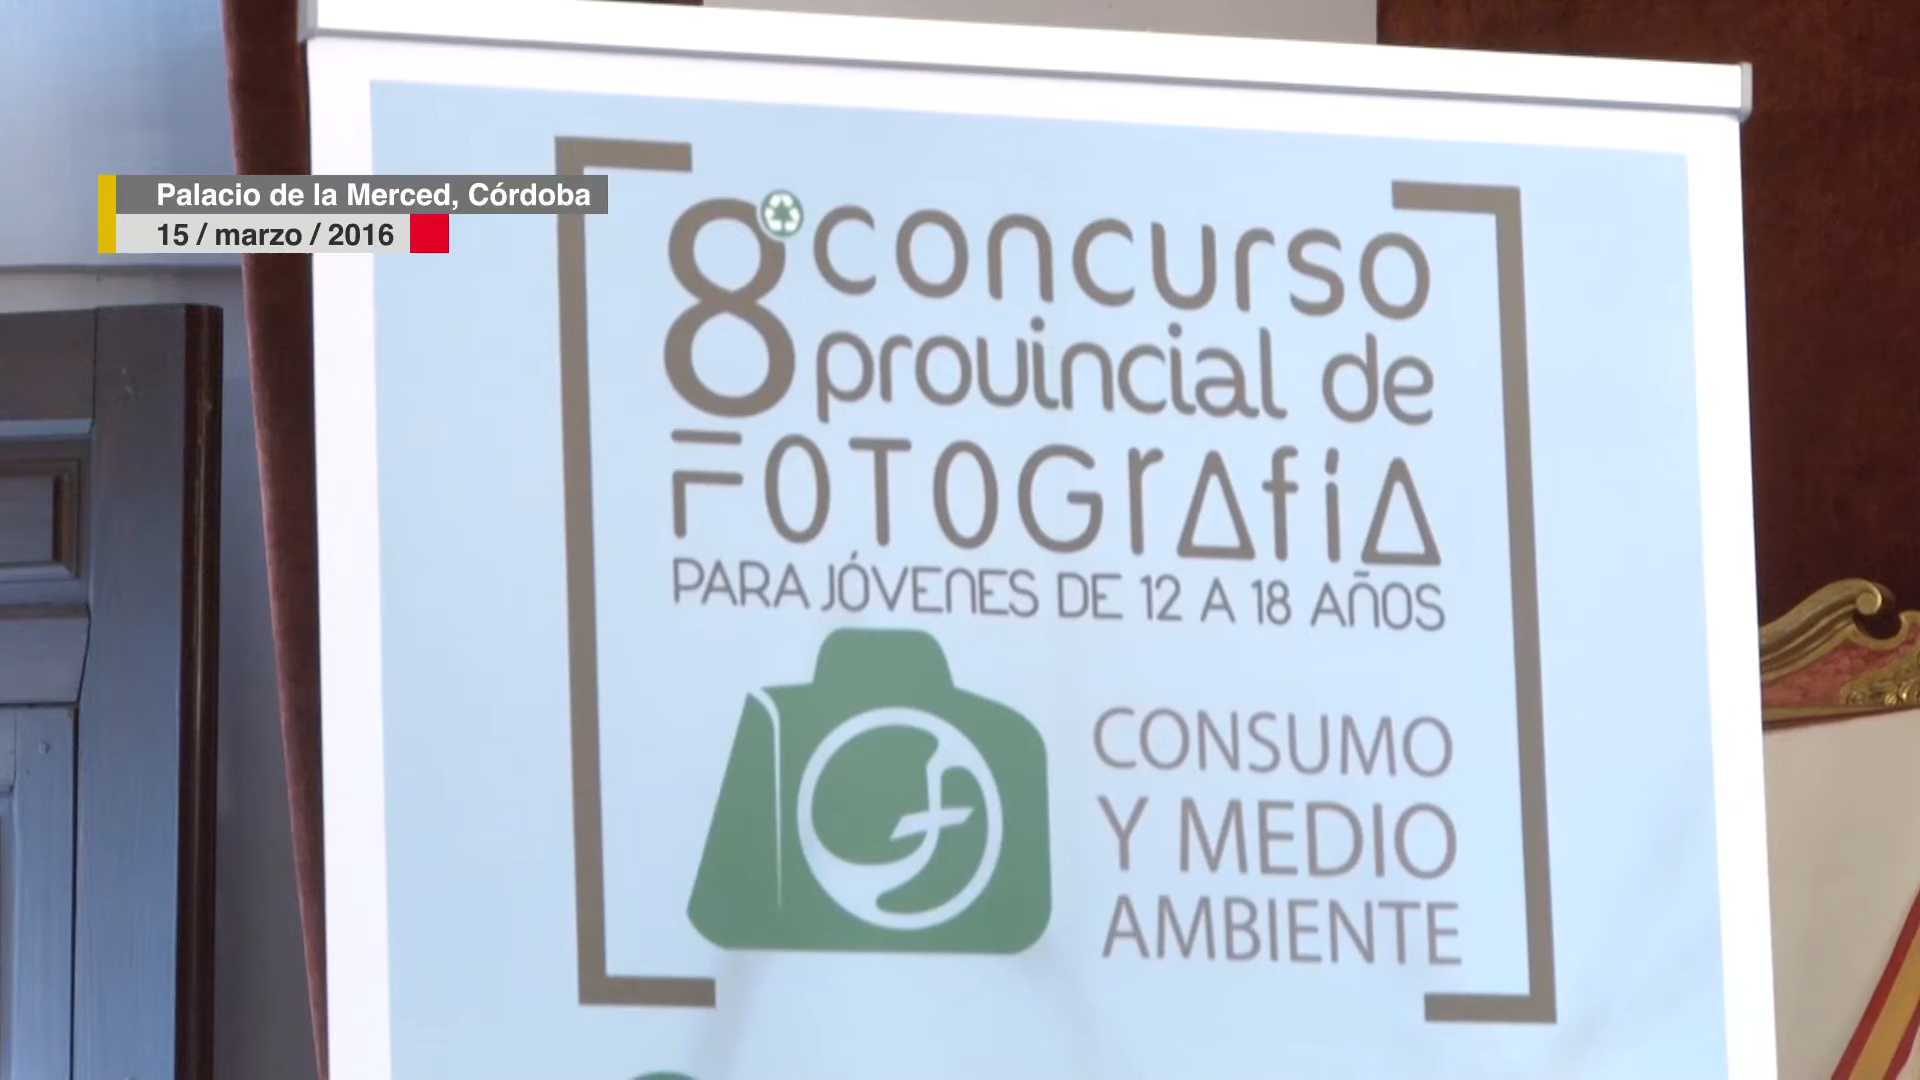 Palacio de la Merced, Córdoba
15 / marzo / 2016
8º concurso
provincial de
FOTOGrafía
PARA JÓVENES DE 12 A 18 AÑOS
CONSUMO
Y MEDIO
AMBIENTE